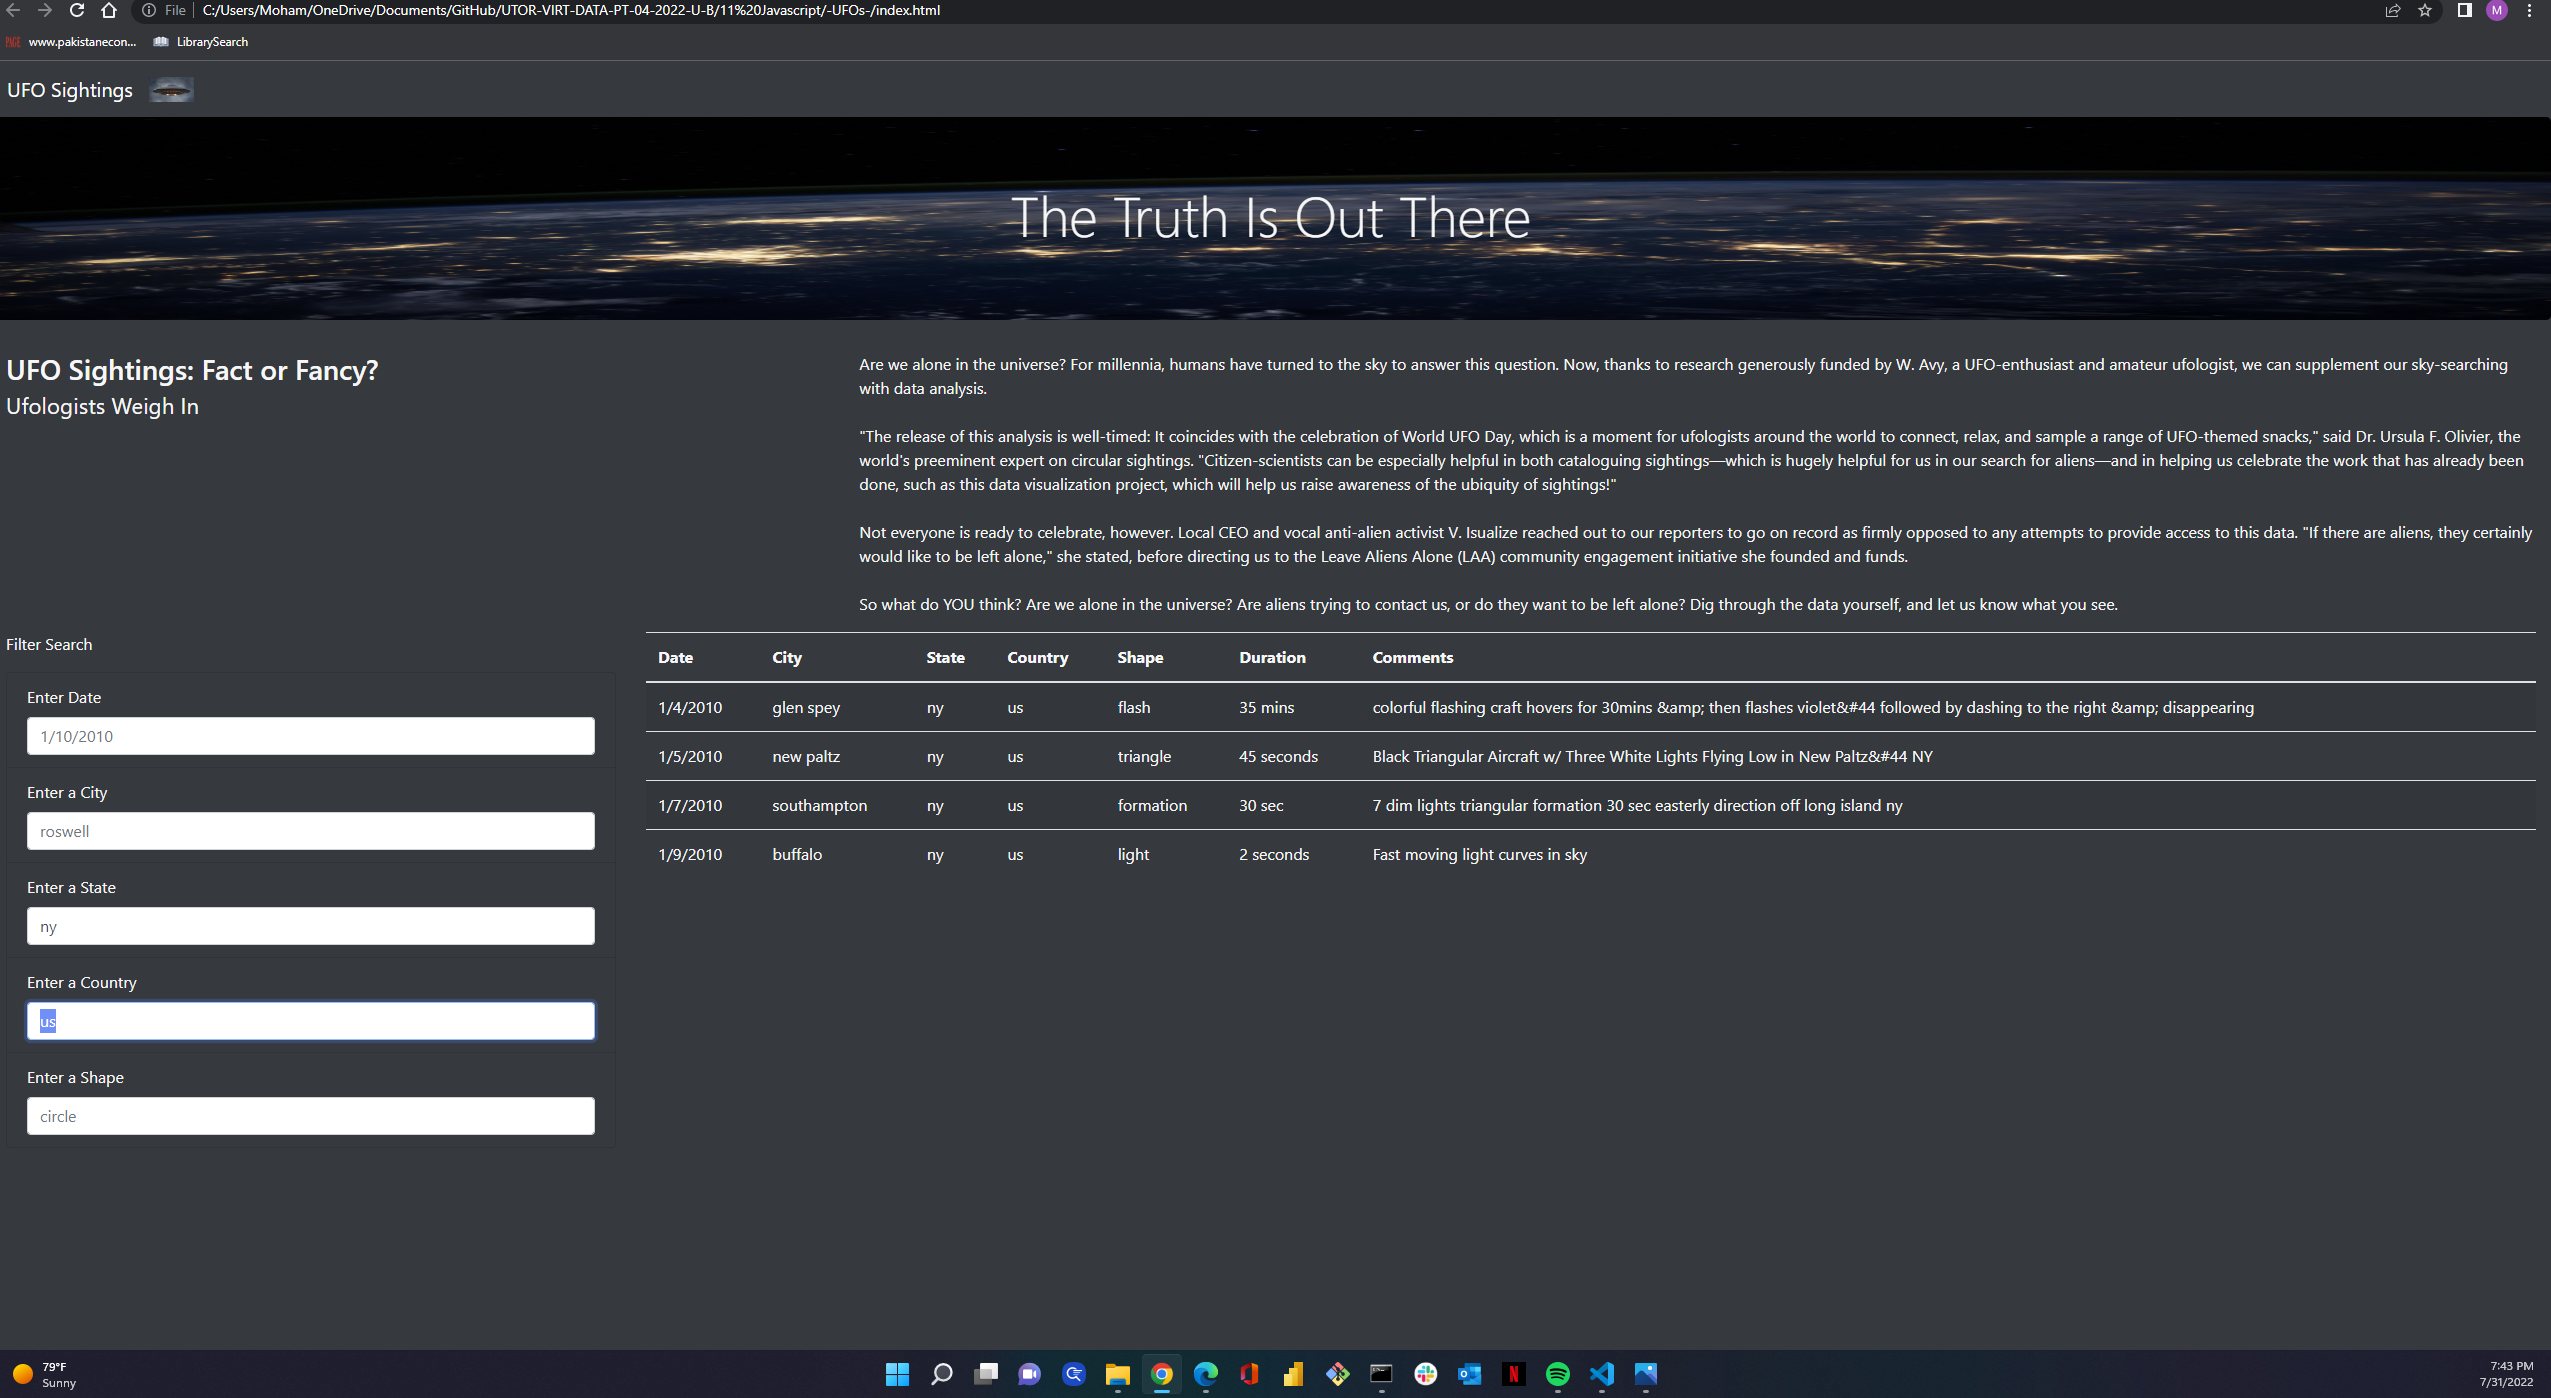 File
C:/Users/Moham/OneDrive/Documents/GitHub/UTOR-VIRT-DATA-PT-04-2022-U-B/11%20Javascript/-UFOs-/index.html
M
www.pakistanecon...
LibrarySearch
UFO Sightings
The Truth Is Out There
UFO Sightings: Fact or Fancy?
Ufologists Weigh In
Are we alone in the universe? For millennia, humans have turned to the sky to answer this question. Now, thanks to research generously funded by W. Avy, a UFO-enthusiast and amateur ufologist, we can supplement our sky-searching
with data analysis.
"The release of this analysis is well-timed: It coincides with the celebration of World UFO Day, which is a moment for ufologists around the world to connect, relax, and sample a range of UFO-themed snacks," said Dr. Ursula F. Olivier, the
world's preeminent expert on circular sightings. "Citizen-scientists can be especially helpful in both cataloguing sightings—which is hugely helpful for us in our search for aliens—and in helping us celebrate the work that has already been
done, such as this data visualization project, which will help us raise awareness of the ubiquity of sightings!"
Not everyone is ready to celebrate, however. Local CEO and vocal anti-alien activist V. Isualize reached out to our reporters to go on record as firmly opposed to any attempts to provide access to this data. "If there are aliens, they certainly
would like to be left alone," she stated, before directing us to the Leave Aliens Alone (LAA) community engagement initiative she founded and funds.
So what do YOU think? Are we alone in the universe? Are aliens trying to contact us, or do they want to be left alone? Dig through the data yourself, and let us know what you see.
Filter Search
Enter Date
1/10/2010
Enter a City
roswell
Enter a State
ny
Enter a Country
us
Enter a Shape
circle
Date City State Country Shape Duration Comments
1/4/2010 glen spey ny us flash 35 mins colorful flashing craft hovers for 30mins &amp; then flashes violet&#44 followed by dashing to the right &amp; disappearing
1/5/2010 new paltz ny us triangle 45 seconds Black Triangular Aircraft w/ Three White Lights Flying Low in New Paltz&#44 NY
1/7/2010 southampton ny us formation 30 sec 7 dim lights triangular formation 30 sec easterly direction off long island ny
1/9/2010 buffalo ny us light 2 seconds Fast moving light curves in sky
79°F
Sunny
7:43 PM
7/31/2022